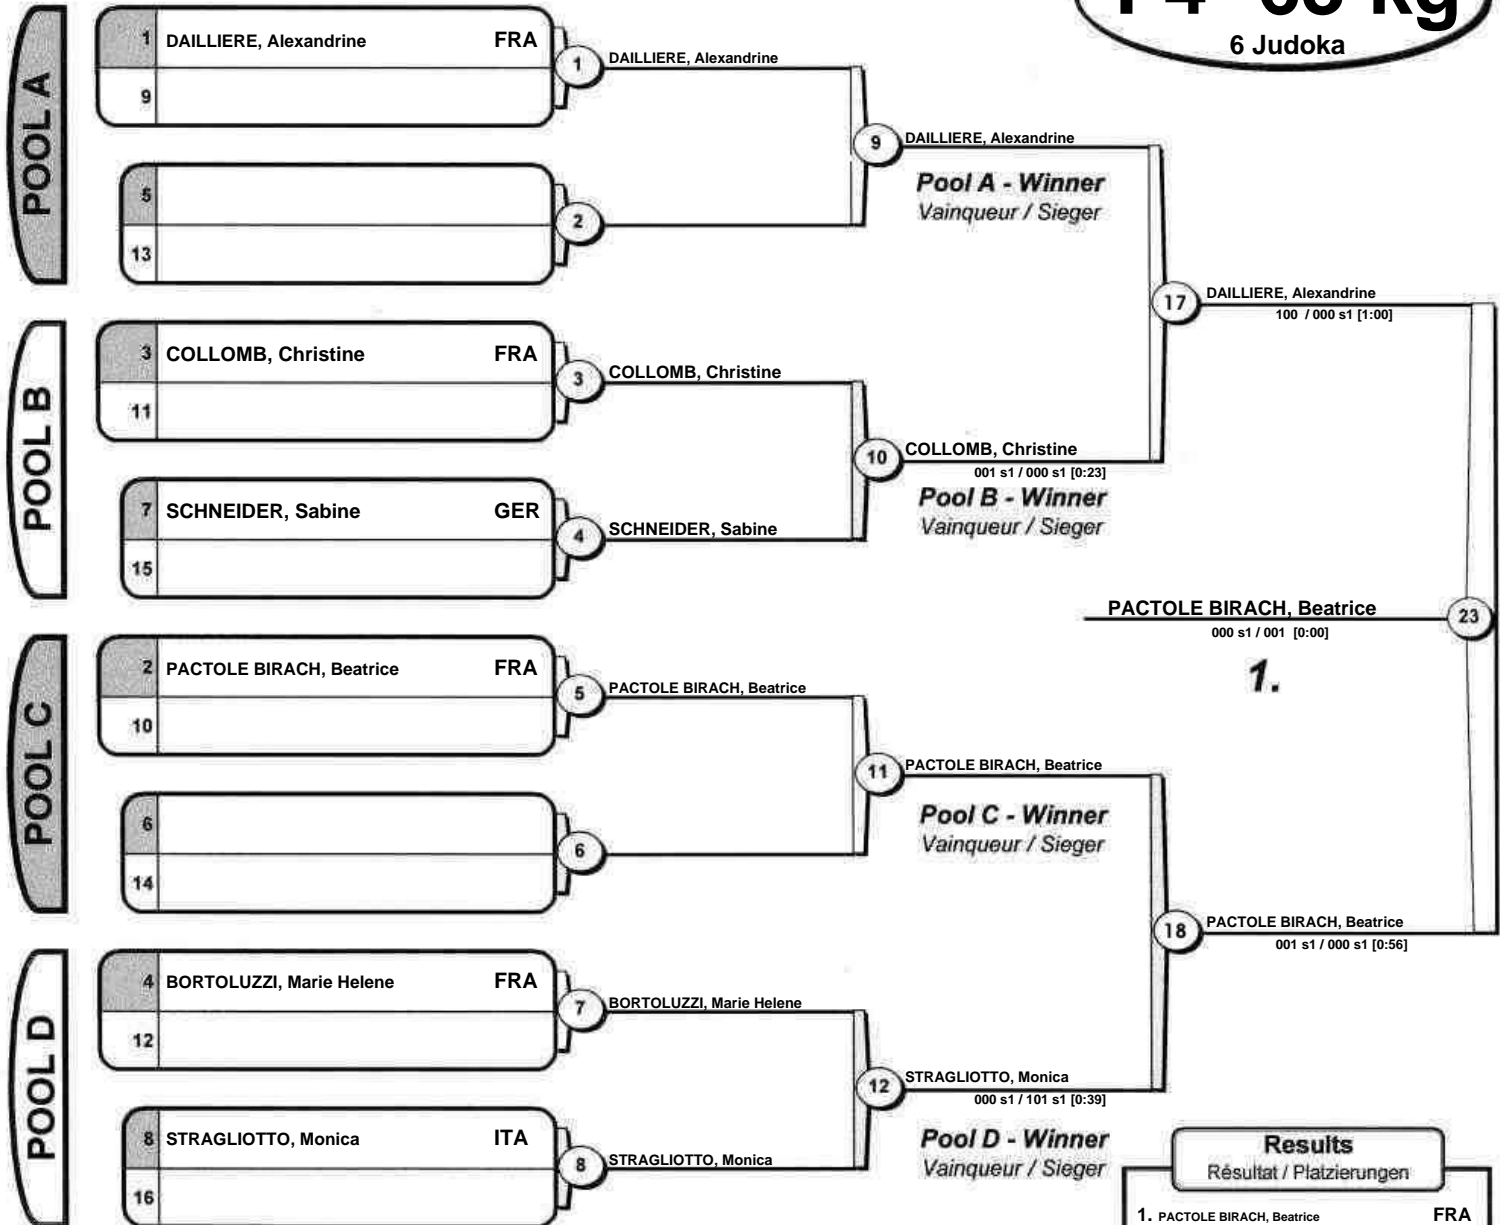 6 Judoka
POOL A
1 DAILLIERE, Alexandrine FRA
9
1 DAILLIERE, Alexandrine
5
13
2
9 DAILLIERE, Alexandrine
Pool A - Winner
Vainqueur / Sieger
POOL B
3 COLLOMB, Christine FRA
11
3 COLLOMB, Christine
7 SCHNEIDER, Sabine GER
15
4 SCHNEIDER, Sabine
10 COLLOMB, Christine
001 s1 / 000 s1 [0:23]
Pool B - Winner
Vainqueur / Sieger
17 DAILLIERE, Alexandrine
100 / 000 s1 [1:00]
PACTOLE BIRACH, Beatrice 23
000 s1 / 001 [0:00]
1.
POOL C
2 PACTOLE BIRACH, Beatrice FRA
10
5 PACTOLE BIRACH, Beatrice
6
14
6
11 PACTOLE BIRACH, Beatrice
Pool C - Winner
Vainqueur / Sieger
18 PACTOLE BIRACH, Beatrice
001 s1 / 000 s1 [0:56]
POOL D
4 BORTOLUZZI, Marie Helene FRA
12
7 BORTOLUZZI, Marie Helene
8 STRAGLIOTTO, Monica ITA
16
8 STRAGLIOTTO, Monica
12 STRAGLIOTTO, Monica
000 s1 / 101 s1 [0:39]
Pool D - Winner
Vainqueur / Sieger
Results
Résultat / Platzierungen
1. PACTOLE BIRACH, Beatrice FRA